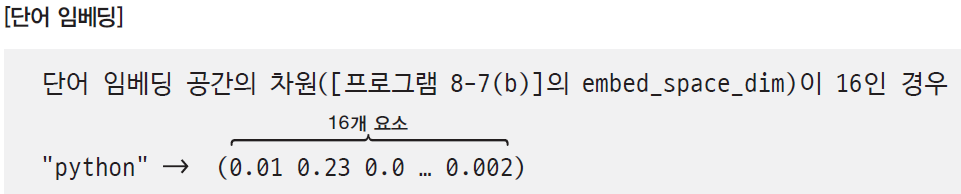 [단어 임베딩]
단어 임베딩 공간의 차원([프로그램 8-7(b)]의 embed_space_dim)이 16인 경우
16개 요소
"python" → (0.01 0.23 0.0 … 0.002)